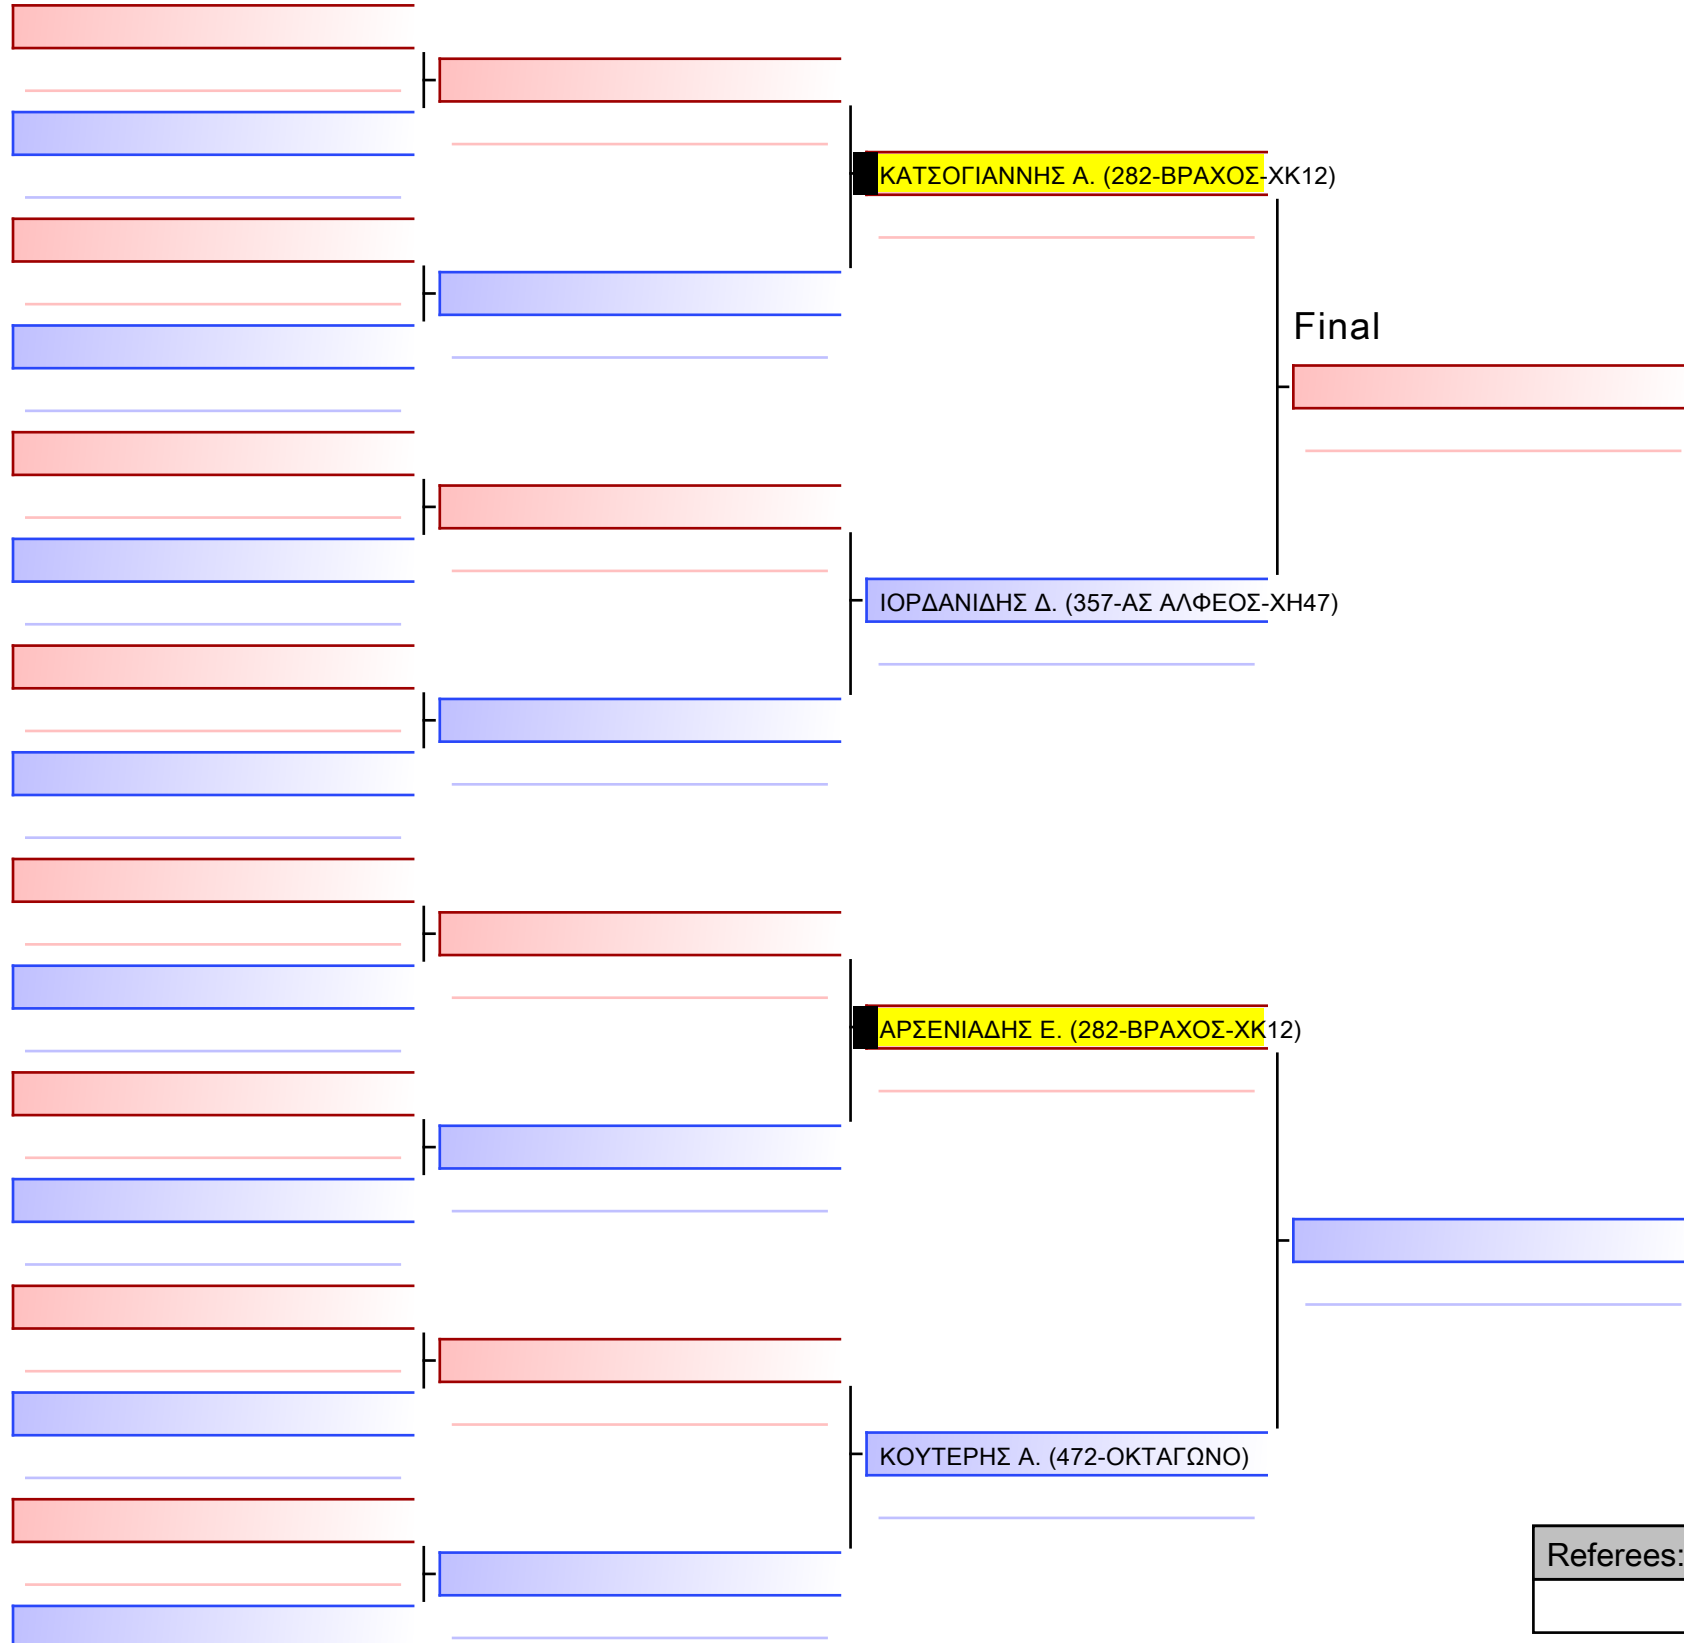 ΚΑΤΣΟΓΙΑΝΝΗΣ Α. (282-ΒΡΑΧΟΣ-ΧΚ12)
Final
ΙΟΡΔΑΝΙΔΗΣ Δ. (357-ΑΣ ΑΛΦΕΟΣ-ΧΗ47)
ΑΡΣΕΝΙΑΔΗΣ Ε. (282-ΒΡΑΧΟΣ-ΧΚ12)
ΚΟΥΤΕΡΗΣ Α. (472-ΟΚΤΑΓΩΝΟ)
Referees: